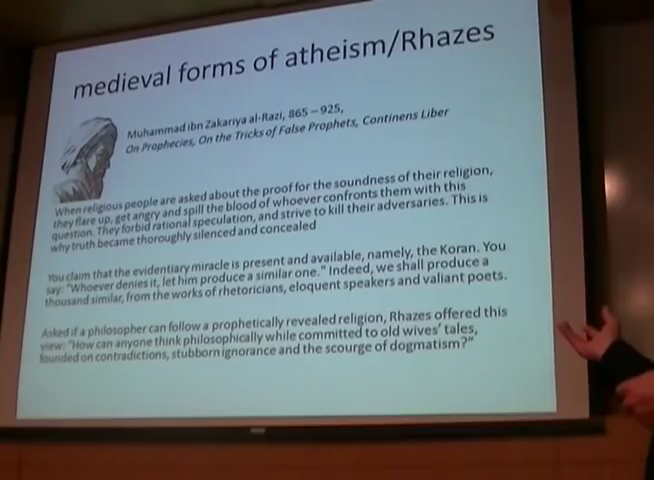 medieval forms of atheism/Rhazes
Muhammad ibn Zakariya al-Razi, 865 – 925,
On Prophecies, On the Tricks of False Prophets, Continens Liber
When religious people are asked about the proof for the soundness of their religion,
they flare up, get angry and spill the blood of whoever confronts them with this
question. They forbid rational speculation, and strive to kill their adversaries. This is
why truth became thoroughly silenced and concealed
You claim that the evidentiary miracle is present and available, namely, the Koran. You
say: "Whoever denies it, let him produce a similar one." Indeed, we shall produce a
thousand similar, from the works of rhetoricians, eloquent speakers and valiant poets.
Asked if a philosopher can follow a prophetically revealed religion, Rhazes offered this
view: "How can anyone think philosophically while committed to old wives' tales,
founded on contradictions, stubborn ignorance and the scourge of dogmatism?"